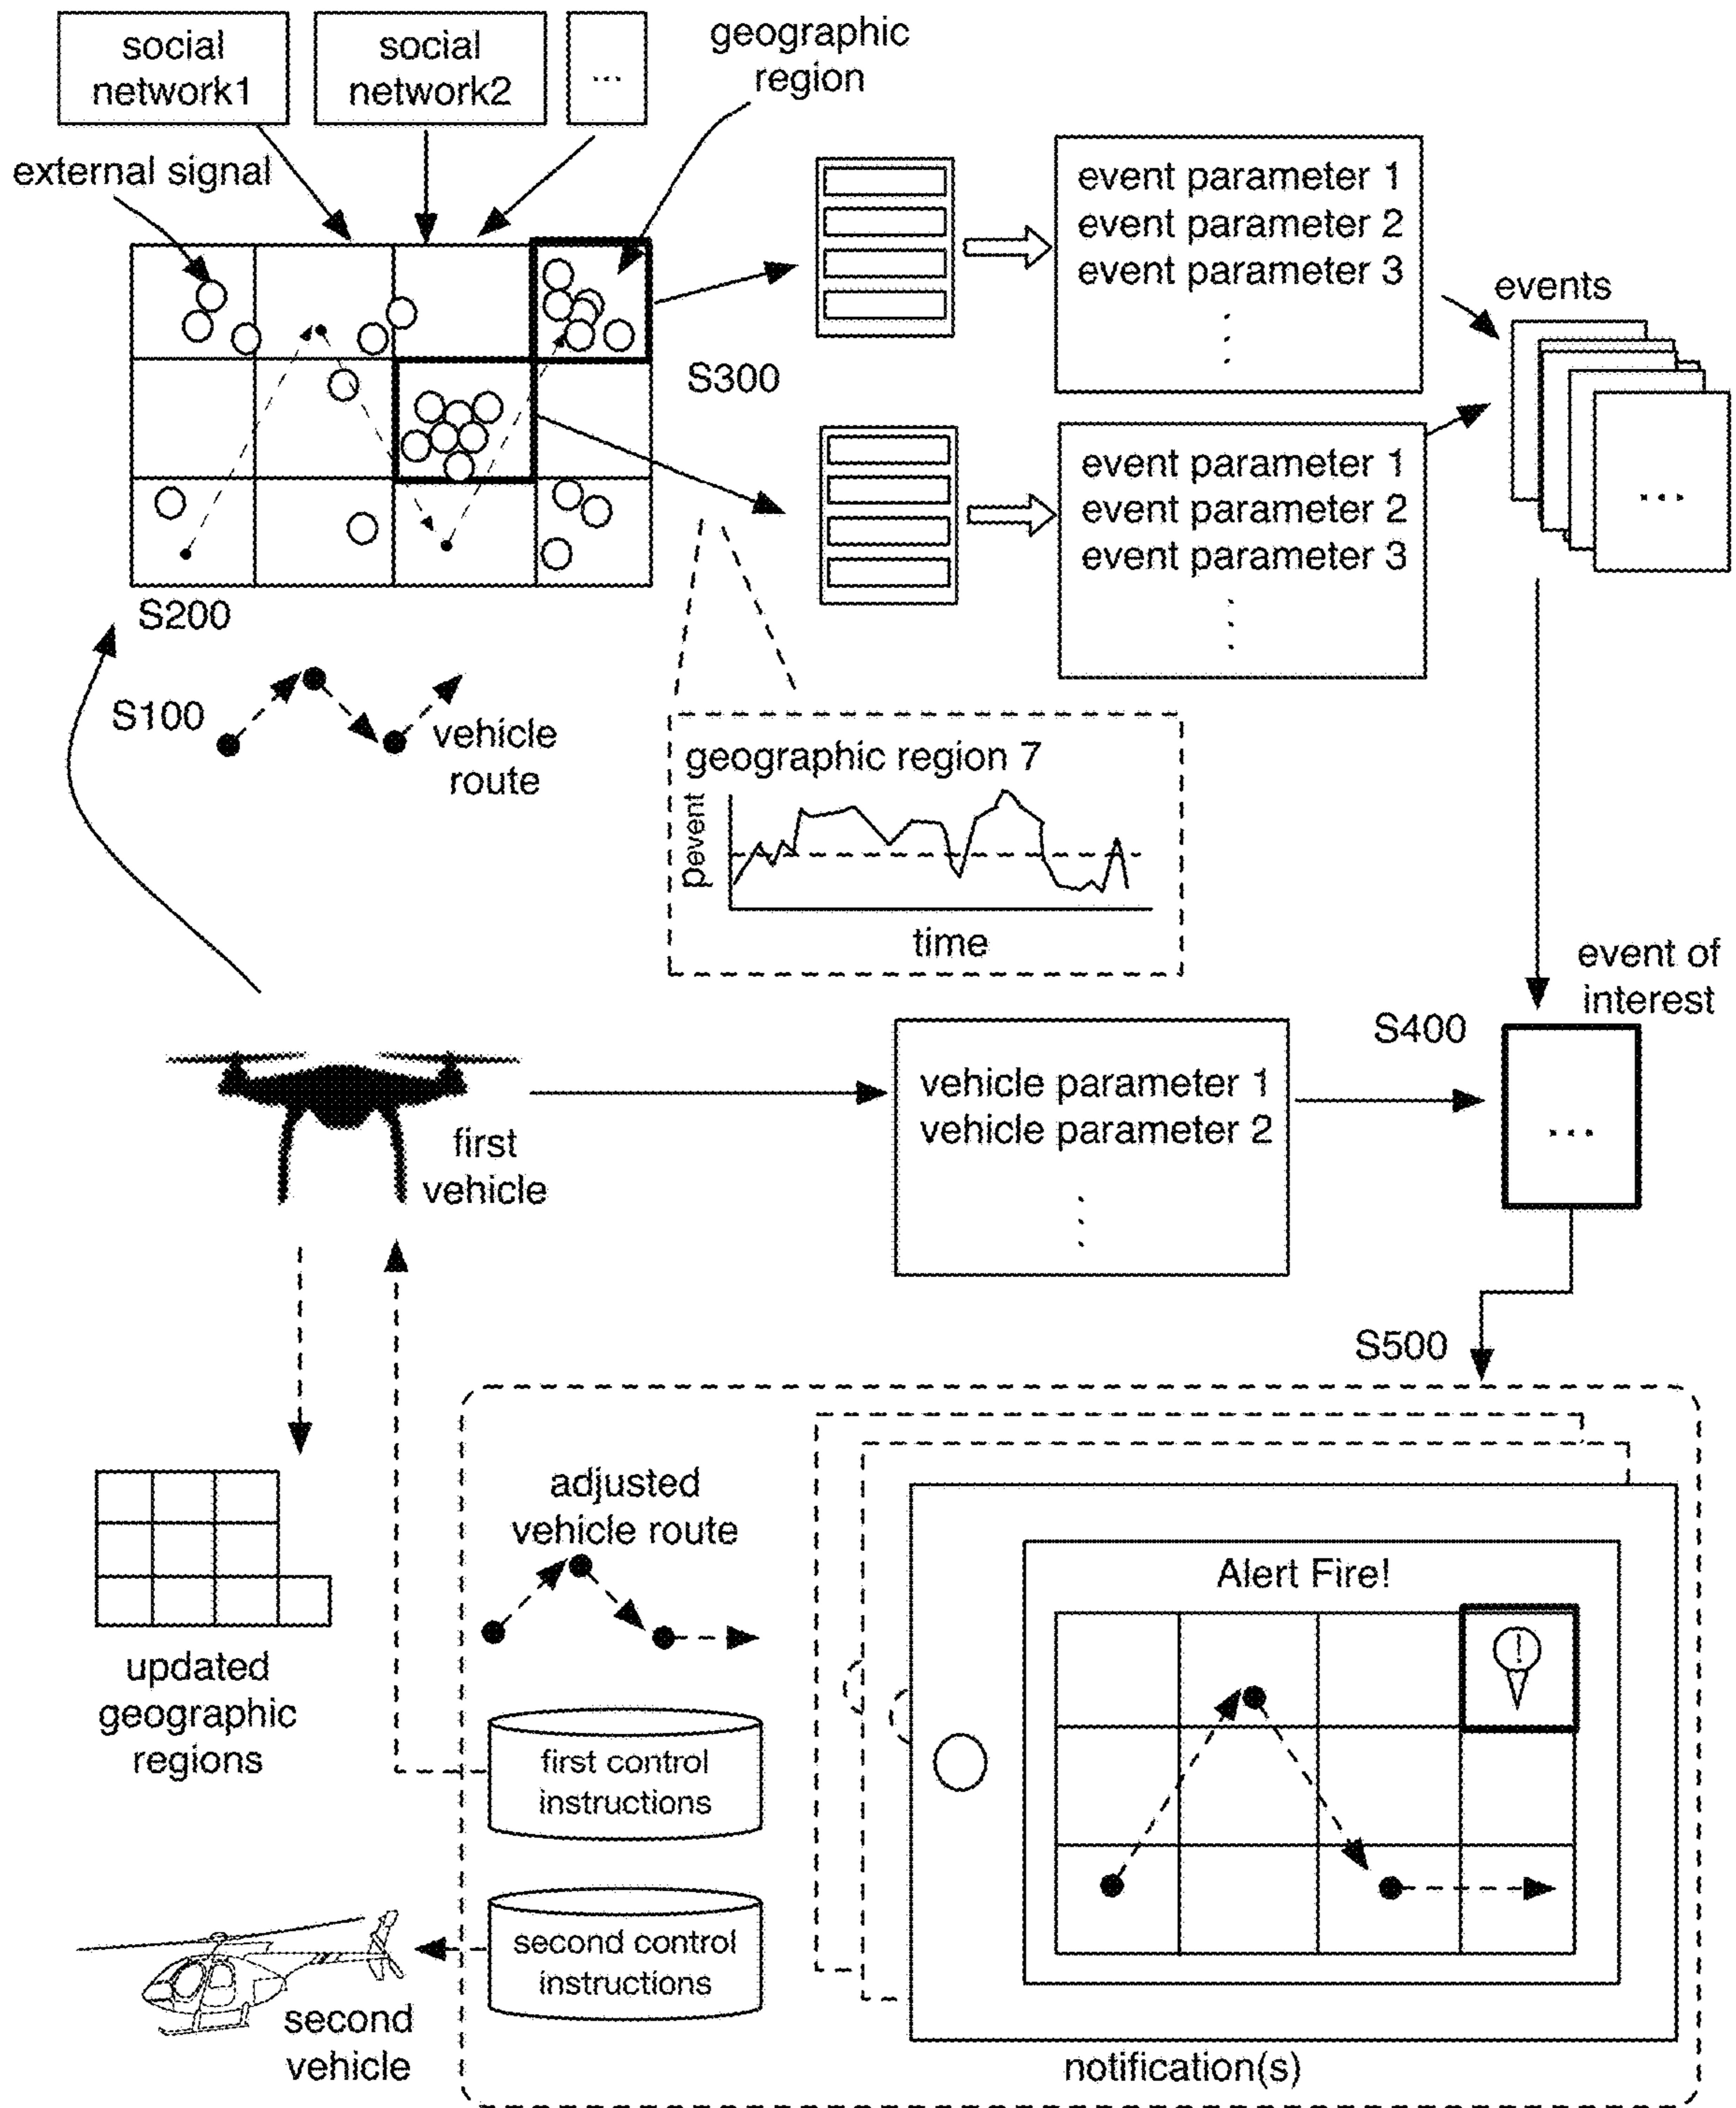 social
network1
social
network2
...
geographic
region
external signal
event parameter 1
event parameter 2
event parameter 3
.
.
.
events
...
S300
event parameter 1
event parameter 2
event parameter 3
.
.
.
S200
S100
vehicle
route
geographic region 7
pevent
time
event of
interest
S400
...
vehicle parameter 1
vehicle parameter 2
.
.
.
first
vehicle
S500
adjusted
vehicle route
Alert Fire!
!
updated
geographic
regions
first control
instructions
second control
instructions
second
vehicle
notification(s)